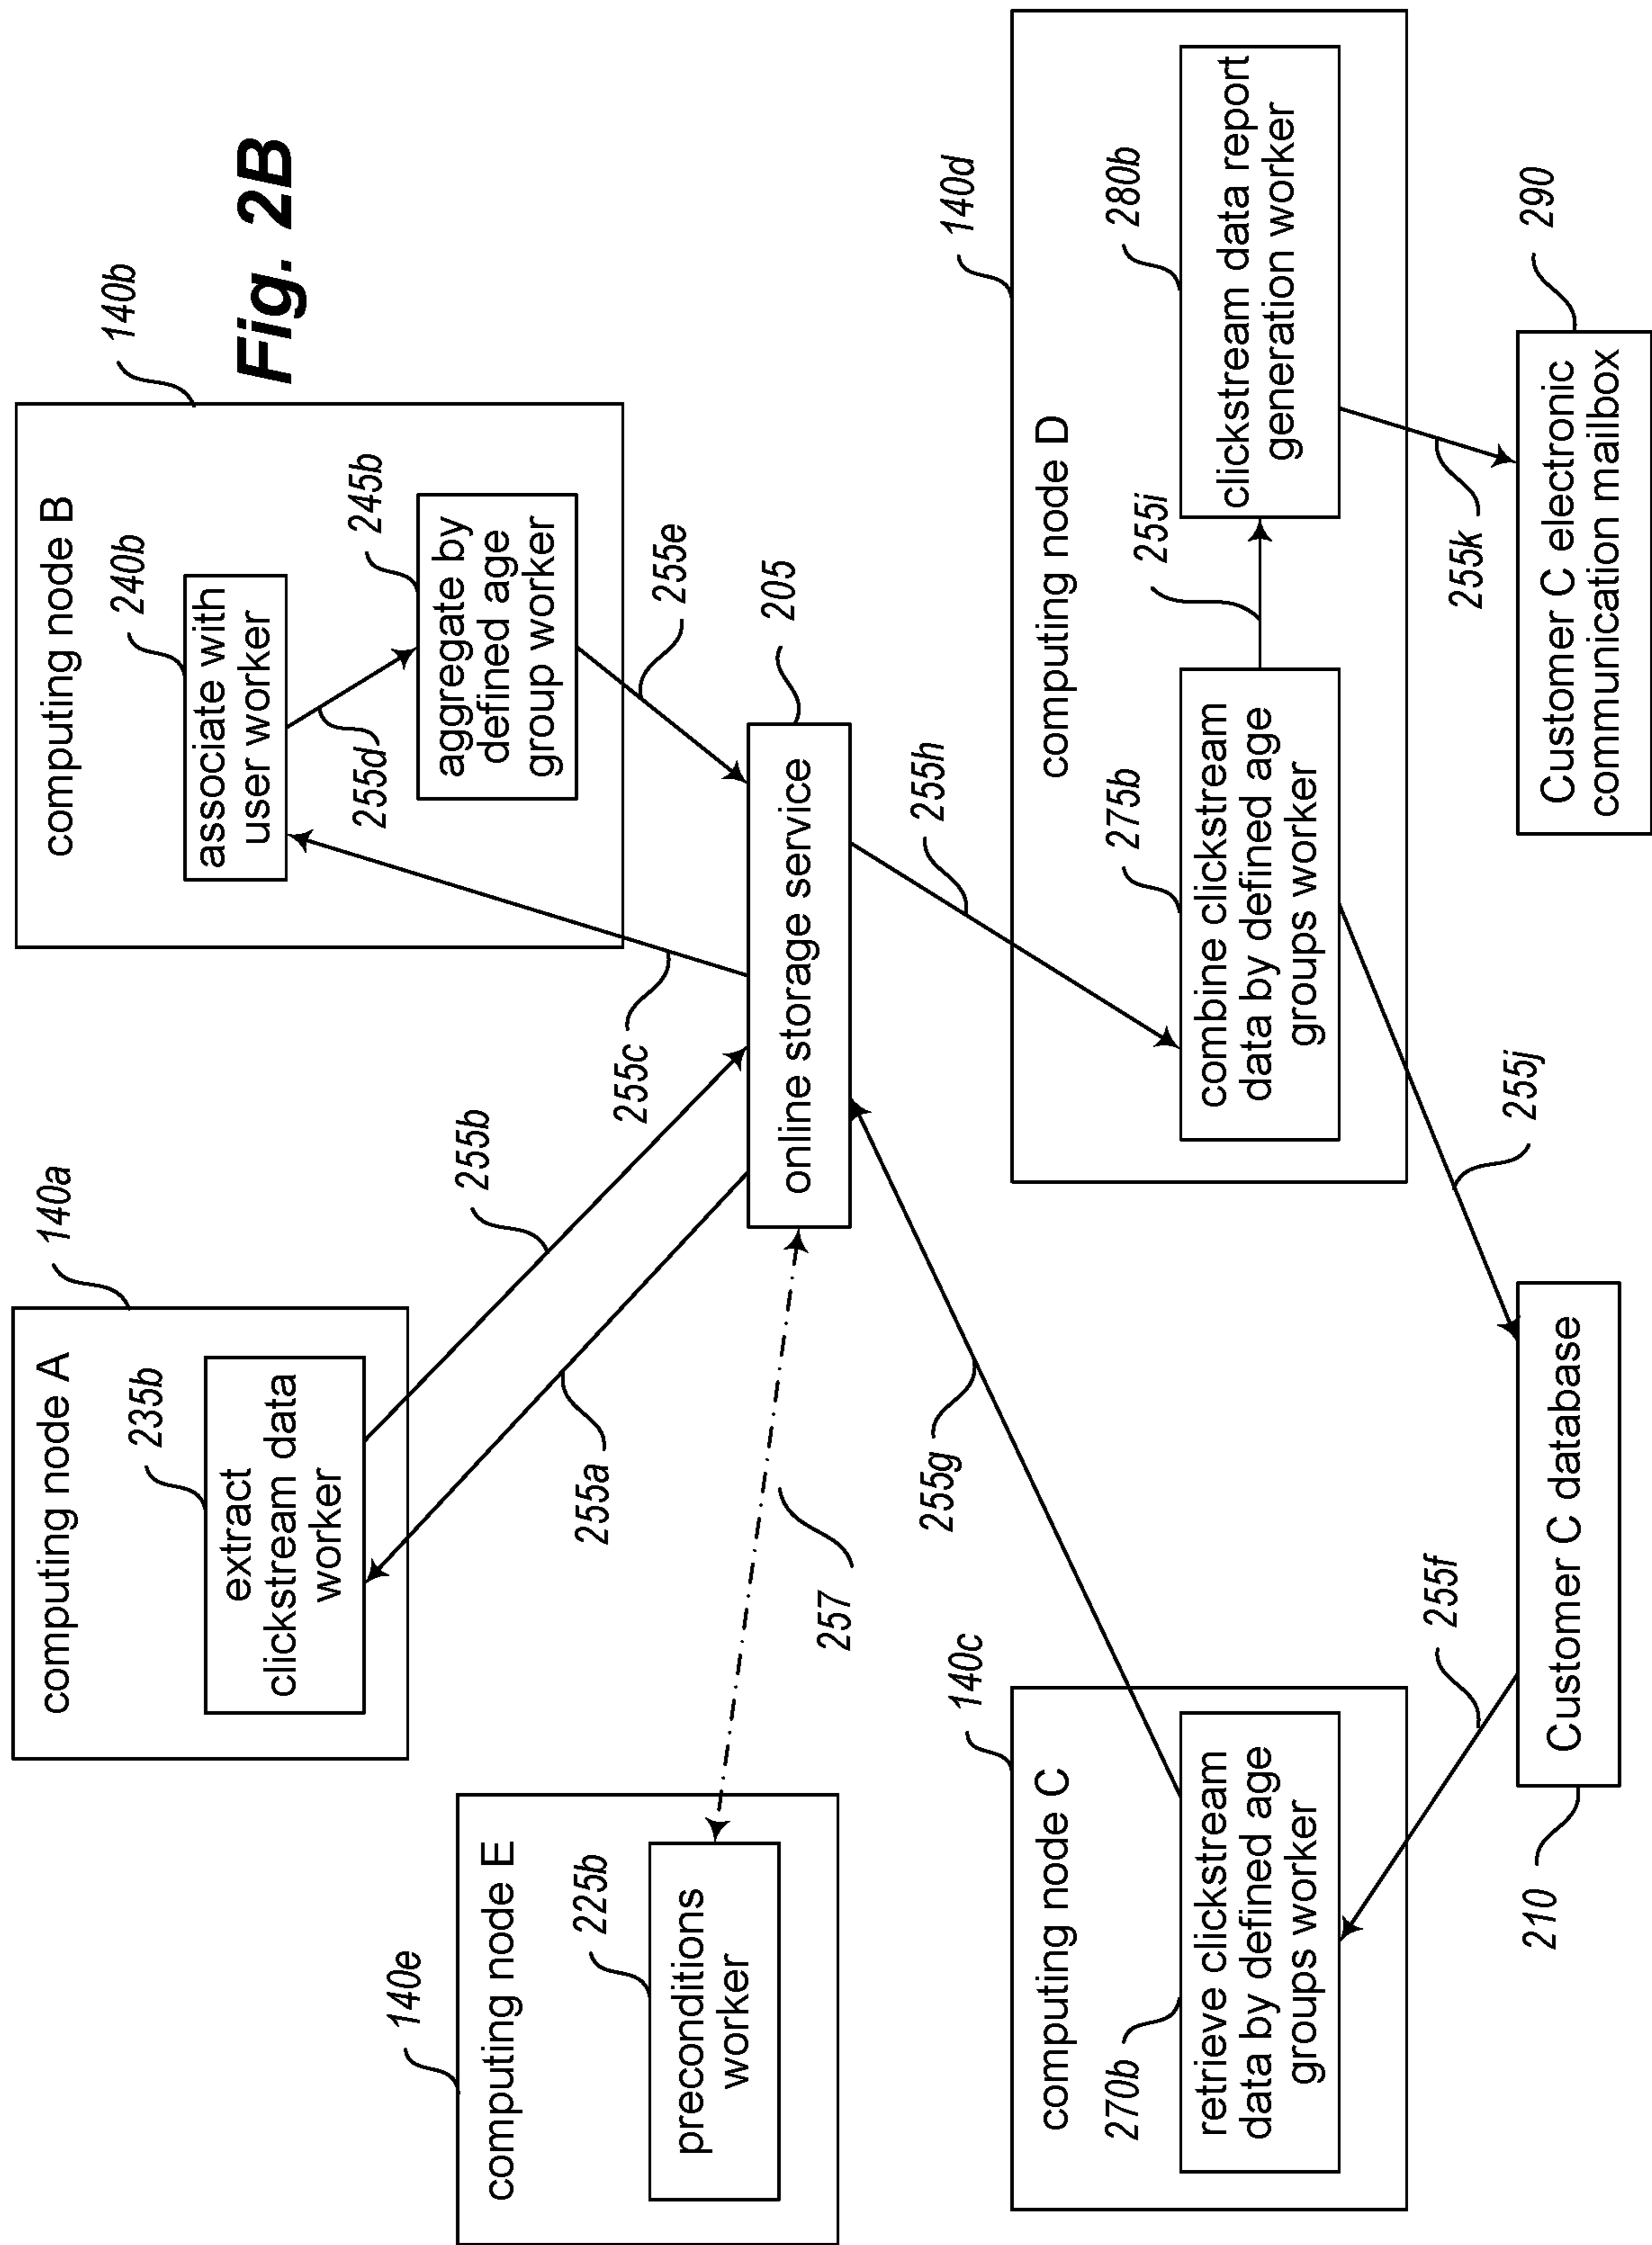 140e
computing node E
225b
preconditions
worker
140a
computing node A
235b
extract
clickstream data
worker
255b
255a
257
140b
computing node B
240b
associate with
user worker
255d
245b
aggregate by
defined age
group worker
255e
255c
Fig. 2B
205
online storage service
255g
255h
140c
computing node C
270b
retrieve clickstream
data by defined age
groups worker
255f
140d
computing node D
275b
combine clickstream
data by defined age
groups worker
255i
280b
clickstream data report
generation worker
255j
255k
210
Customer C database
290
Customer C electronic
communication mailbox